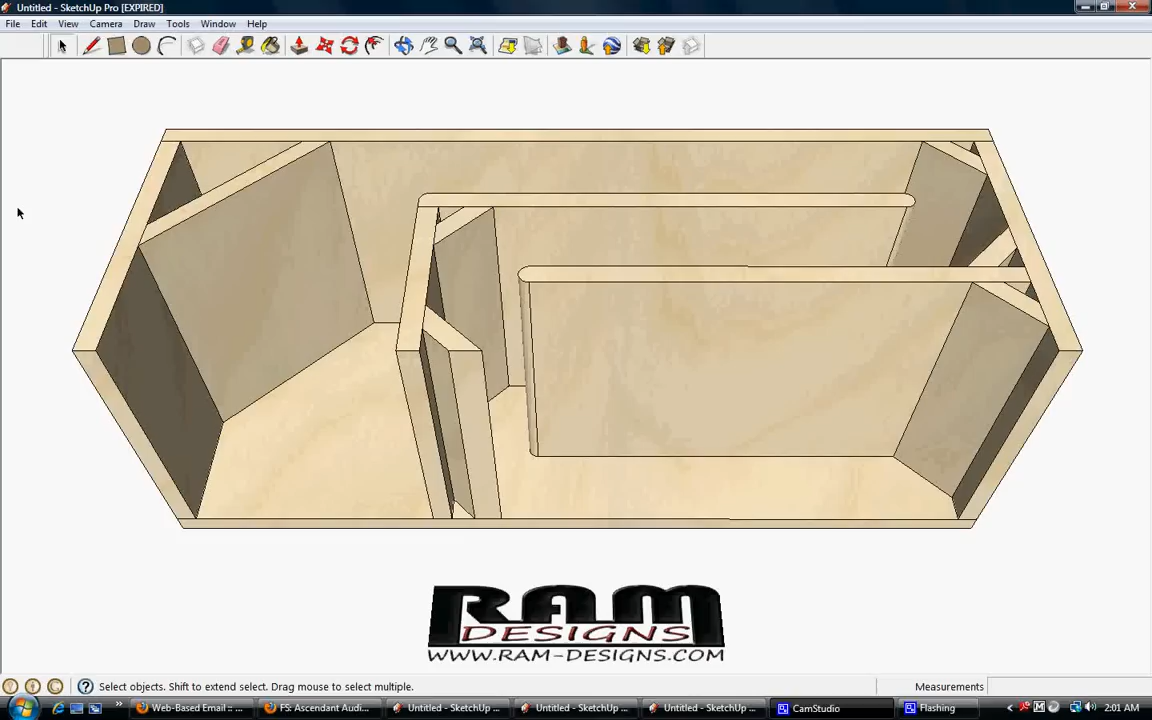 Untitled - SketchUp Pro [EXPIRED]
File Edit View Camera Draw Tools Window Help
RAM
DESIGNS
WWW.RAM-DESIGNS.COM
Select objects. Shift to extend select. Drag mouse to select multiple.
Measurements
Web-Based Email :: ... FS: Ascendant Audi... Untitled - SketchUp ... Untitled - SketchUp ... Untitled - SketchUp ... CamStudio Flashing 2:01 AM